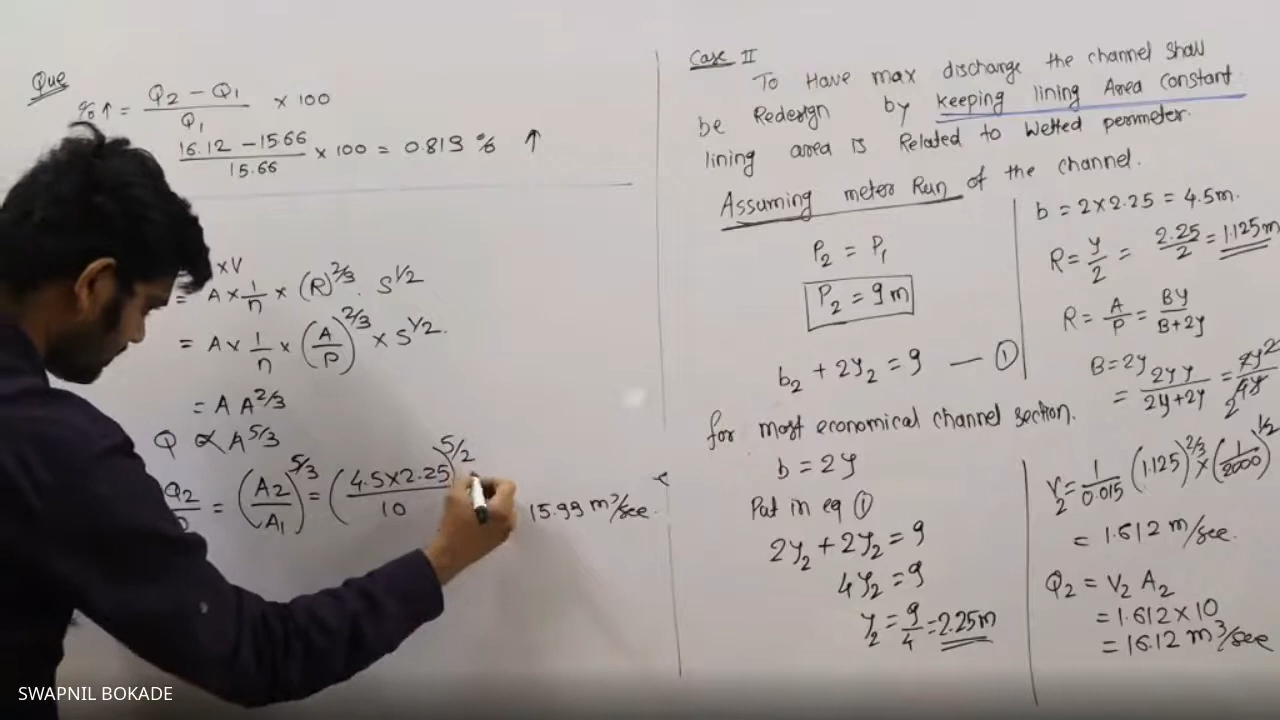 Que
%↑ = Q2 - Q1 / Q1 × 100
16.12 - 15.66 / 15.66 × 100 = 0.819 % ↑
×V
= A × 1/n × (R)^2/3 . S^1/2
= A × 1/n × (A/P)^2/3 × S^1/2.
= A A^2/3
Q ∝ A^5/3
Q2 / = (A2/A1)^5/3 = (4.5×2.25 / 10)^5/2
15.99 m³/sec.
Case II
To Have max discharge the channel shall
be Redesign by keeping lining Area constant
lining area is Related to wetted perimeter.
Assuming meter Run of the channel.
P2 = P1
P2 = 9 m
b2 + 2y2 = 9 — ①
for most economical channel section.
b = 2y
Put in eq ①
2y2 + 2y2 = 9
4y2 = 9
y2 = 9/4 = 2.25m
b = 2×2.25 = 4.5m.
R = y/2 = 2.25/2 = 1.125m
R = A/P = By / B+2y
B = 2y
= 2y y / 2y+2y = 2y² / 4y 2
V2 = 1/0.015 (1.125)^2/3 × (1/2000)^1/2
= 1.612 m/sec.
Q2 = V2 A2
= 1.612×10
= 16.12 m³/sec
SWAPNIL BOKADE